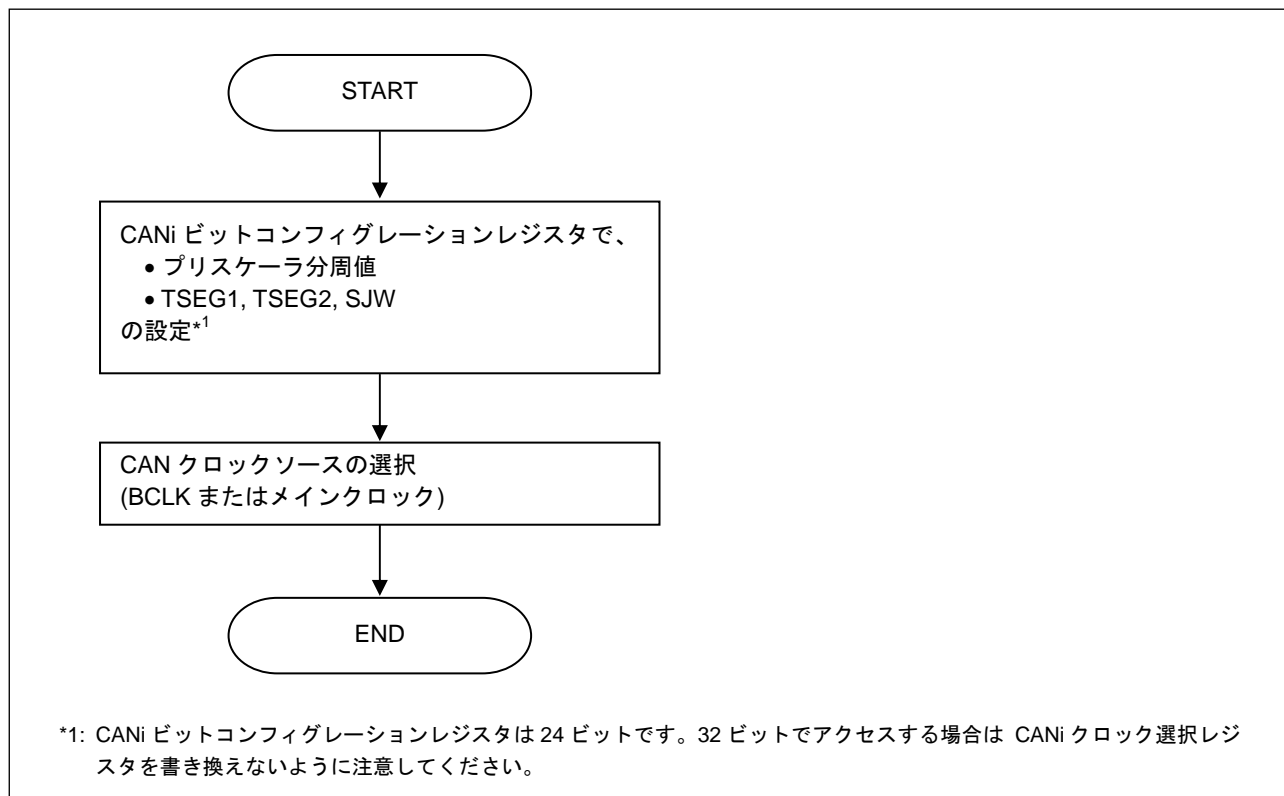 START
CANi ビットコンフィグレーションレジスタで、
• プリスケーラ分周値
• TSEG1, TSEG2, SJW
の設定*1
CAN クロックソースの選択
(BCLK またはメインクロック)
END
*1: CANi ビットコンフィグレーションレジスタは 24 ビットです。32 ビットでアクセスする場合は CANi クロック選択レジ
スタを書き換えないように注意してください。